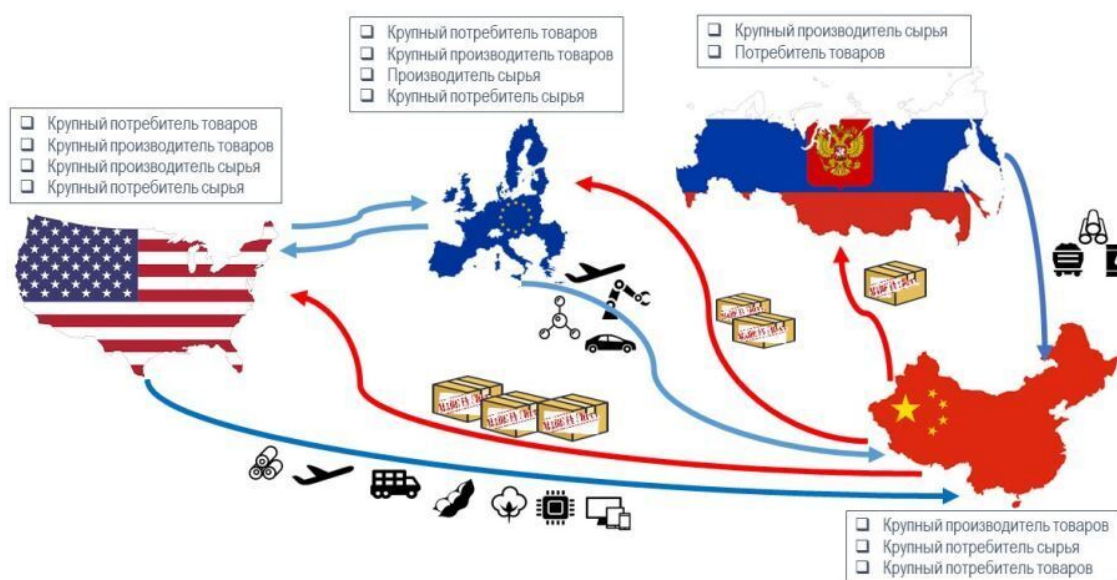 Крупный потребитель товаров
Крупный производитель товаров
Производитель сырья
Крупный потребитель сырья
Крупный производитель сырья
Потребитель товаров
Крупный потребитель товаров
Крупный производитель товаров
Крупный производитель сырья
Крупный потребитель сырья
Крупный производитель товаров
Крупный потребитель сырья
Крупный потребитель товаров